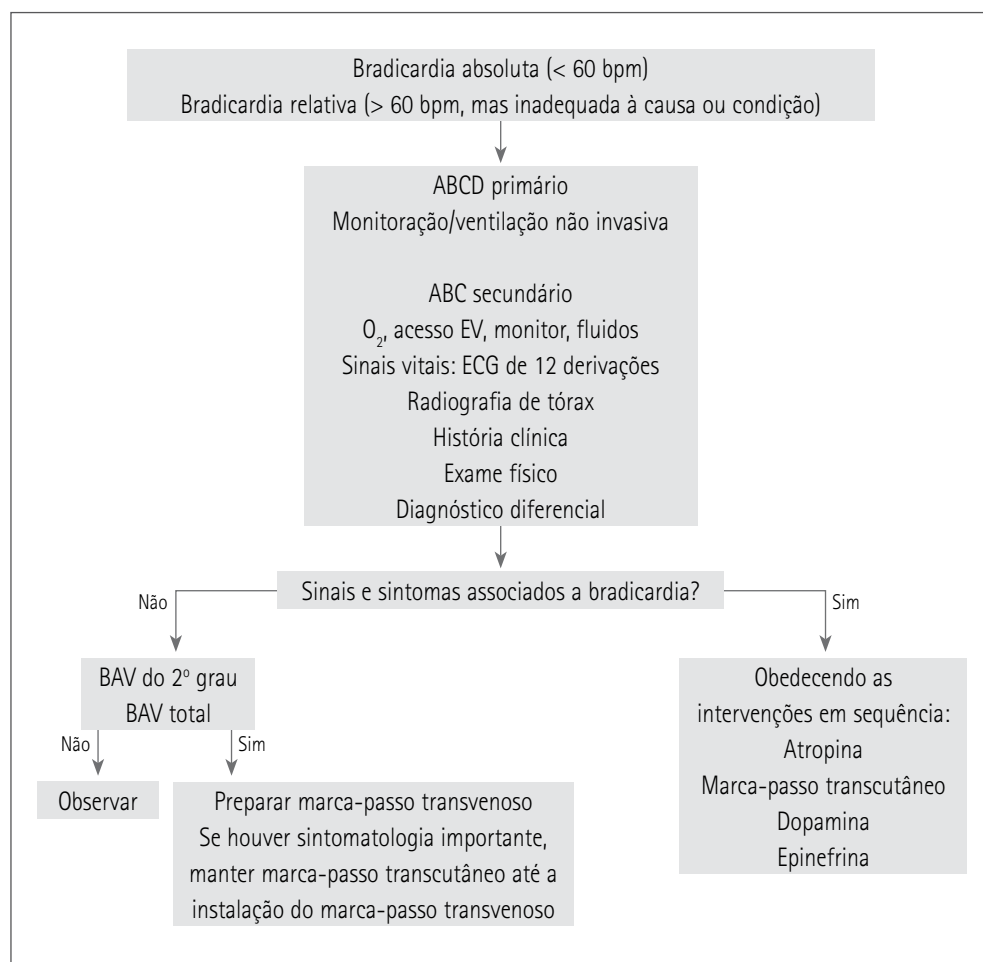 Bradicardia absoluta (< 60 bpm)
Bradicardia relativa (> 60 bpm, mas inadequada à causa ou condição)
ABCD primário
Monitoração/ventilação não invasiva
ABC secundário
O₂, acesso EV, monitor, fluidos
Sinais vitais: ECG de 12 derivações
Radiografia de tórax
História clínica
Exame físico
Diagnóstico diferencial
Sinais e sintomas associados a bradicardia?
Não
Sim
BAV do 2º grau
BAV total
Não
Sim
Observar
Preparar marca-passo transvenoso
Se houver sintomatologia importante,
manter marca-passo transcutâneo até a
instalação do marca-passo transvenoso
Obedecendo as
intervenções em sequência:
Atropina
Marca-passo transcutâneo
Dopamina
Epinefrina